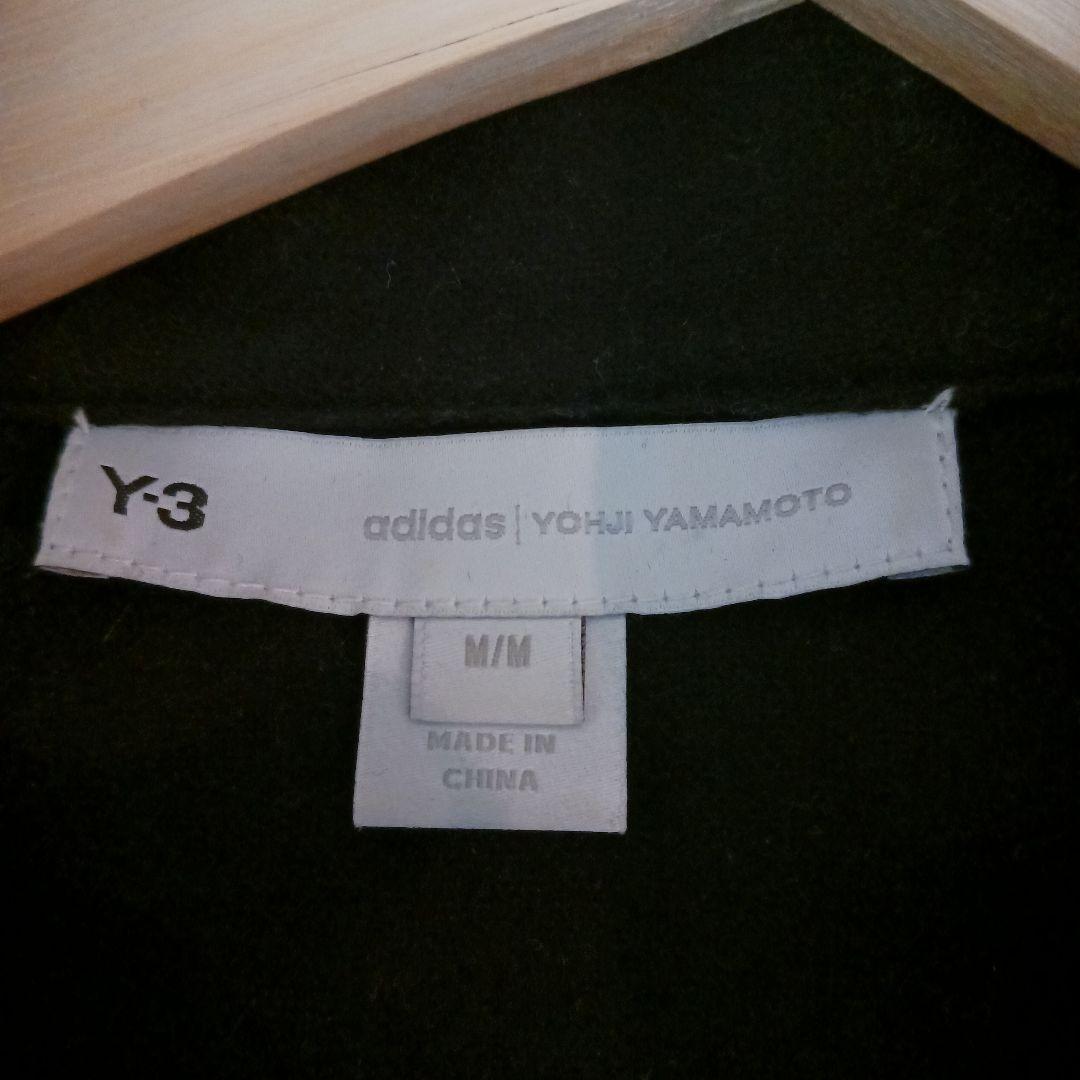 Y-3 adidas | YOHJI YAMAMOTO
M/M
MADE IN
CHINA